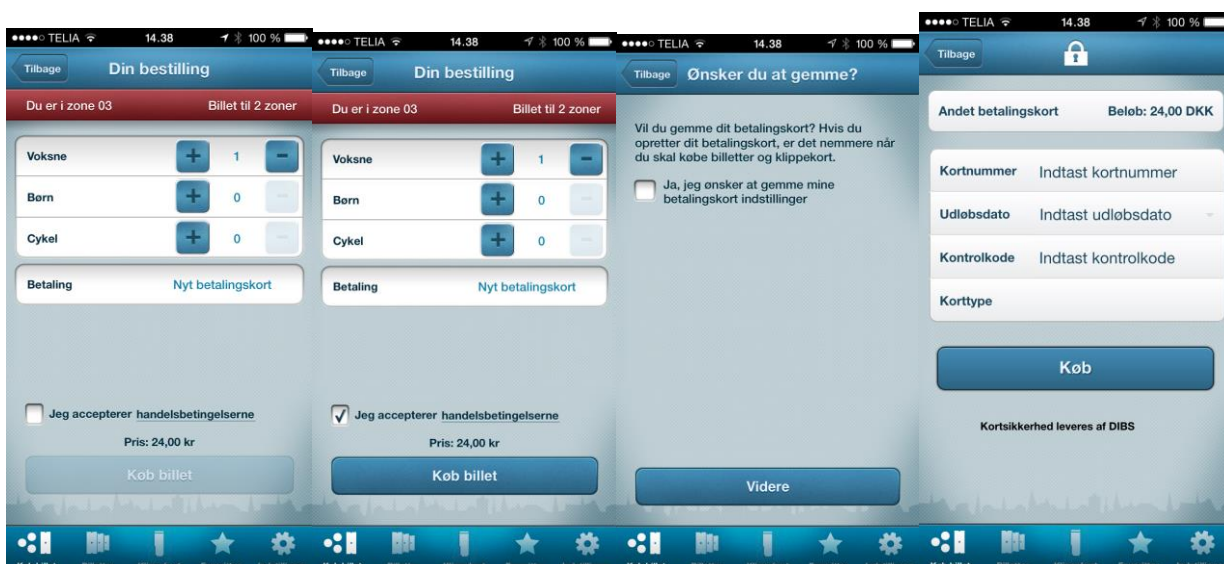 TELIA 14.38 100 %
Tilbage Din bestilling
Du er i zone 03 Billet til 2 zoner
Voksne + 1 −
Børn + 0 −
Cykel + 0 −
Betaling Nyt betalingskort
Jeg accepterer handelsbetingelserne
Pris: 24,00 kr
Køb billet
TELIA 14.38 100 %
Tilbage Din bestilling
Du er i zone 03 Billet til 2 zoner
Voksne + 1 −
Børn + 0 −
Cykel + 0 −
Betaling Nyt betalingskort
Jeg accepterer handelsbetingelserne
Pris: 24,00 kr
Køb billet
TELIA 14.38 100 %
Tilbage Ønsker du at gemme?
Vil du gemme dit betalingskort? Hvis du
opretter dit betalingskort, er det nemmere når
du skal købe billetter og klippekort.
Ja, jeg ønsker at gemme mine
betalingskort indstillinger
Videre
TELIA 14.38 100 %
Tilbage
Andet betalingskort Beløb: 24,00 DKK
Kortnummer Indtast kortnummer
Udløbsdato Indtast udløbsdato
Kontrolkode Indtast kontrolkode
Korttype
Køb
Kortsikkerhed leveres af DIBS